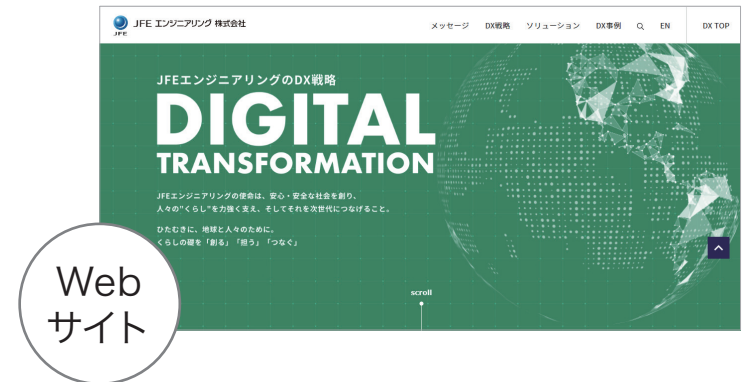 JFE エンジニアリング 株式会社
JFE
メッセージ DX戦略 ソリューション DX事例 EN DX TOP
JFEエンジニアリングのDX戦略
DIGITAL
TRANSFORMATION
JFEエンジニアリングの使命は、安心・安全な社会を創り、
人々の"くらし"を力強く支え、そしてそれを次世代につなげること。
ひたむきに、地球と人々のために。
くらしの礎を「創る」「担う」「つなぐ」
scroll
Web
サイト